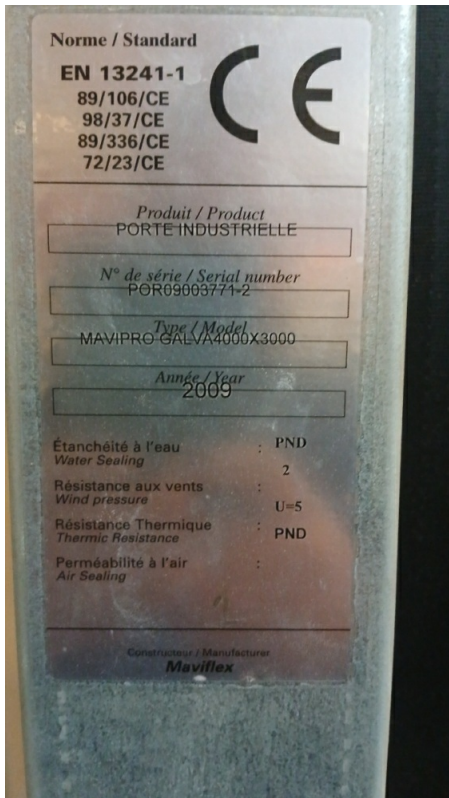 Norme / Standard
EN 13241-1
89/106/CE
98/37/CE
89/336/CE
72/23/CE
CE
Produit / Product
PORTE INDUSTRIELLE
N° de série / Serial number
POR09003771-2
Type / Model
MAVIPRO GALVA4000X3000
Année / Year
2009
Étanchéité à l'eau : PND
Water Sealing
2
Résistance aux vents :
Wind pressure
U=5
Résistance Thermique : PND
Thermic Resistance
Perméabilité à l'air :
Air Sealing
Constructeur / Manufacturer
Maviflex